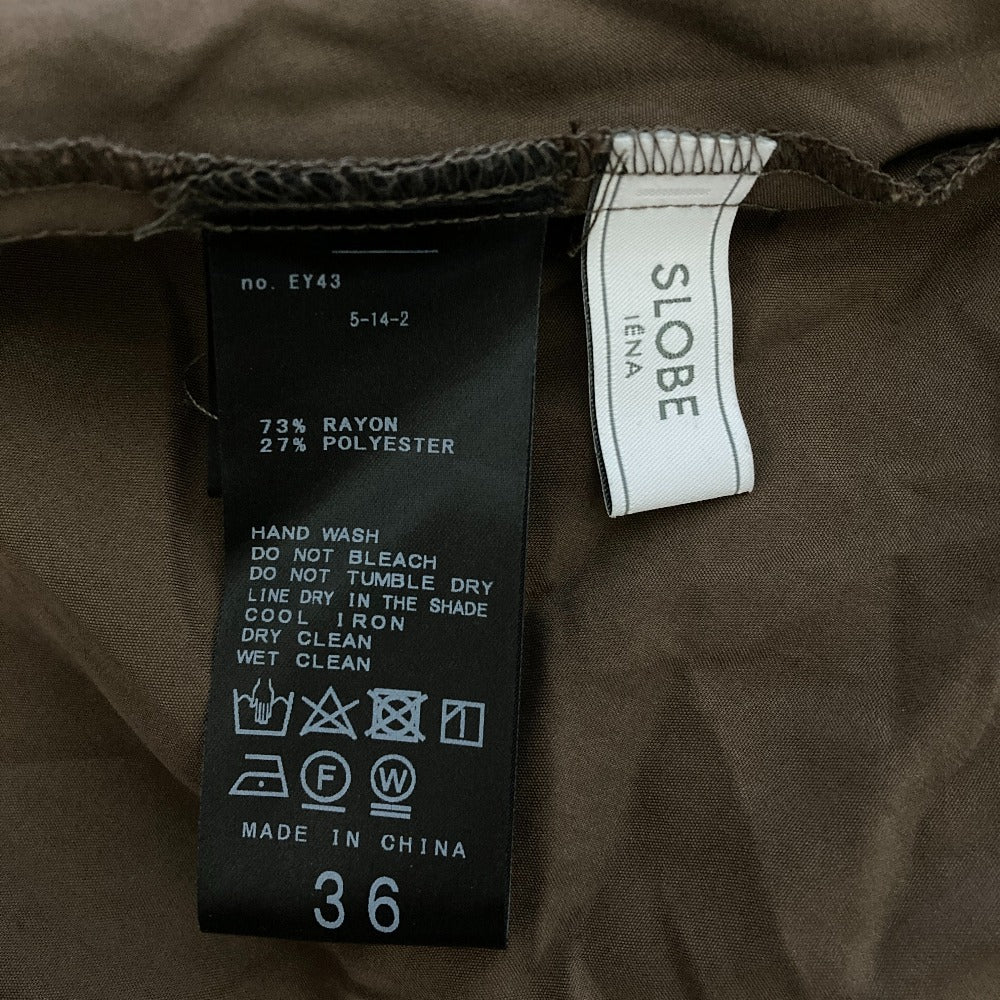 no. EY43
5-14-2
73% RAYON
27% POLYESTER
HAND WASH
DO NOT BLEACH
DO NOT TUMBLE DRY
LINE DRY IN THE SHADE
COOL IRON
DRY CLEAN
WET CLEAN
F W
MADE IN CHINA
36
SLOBE
IÉNA